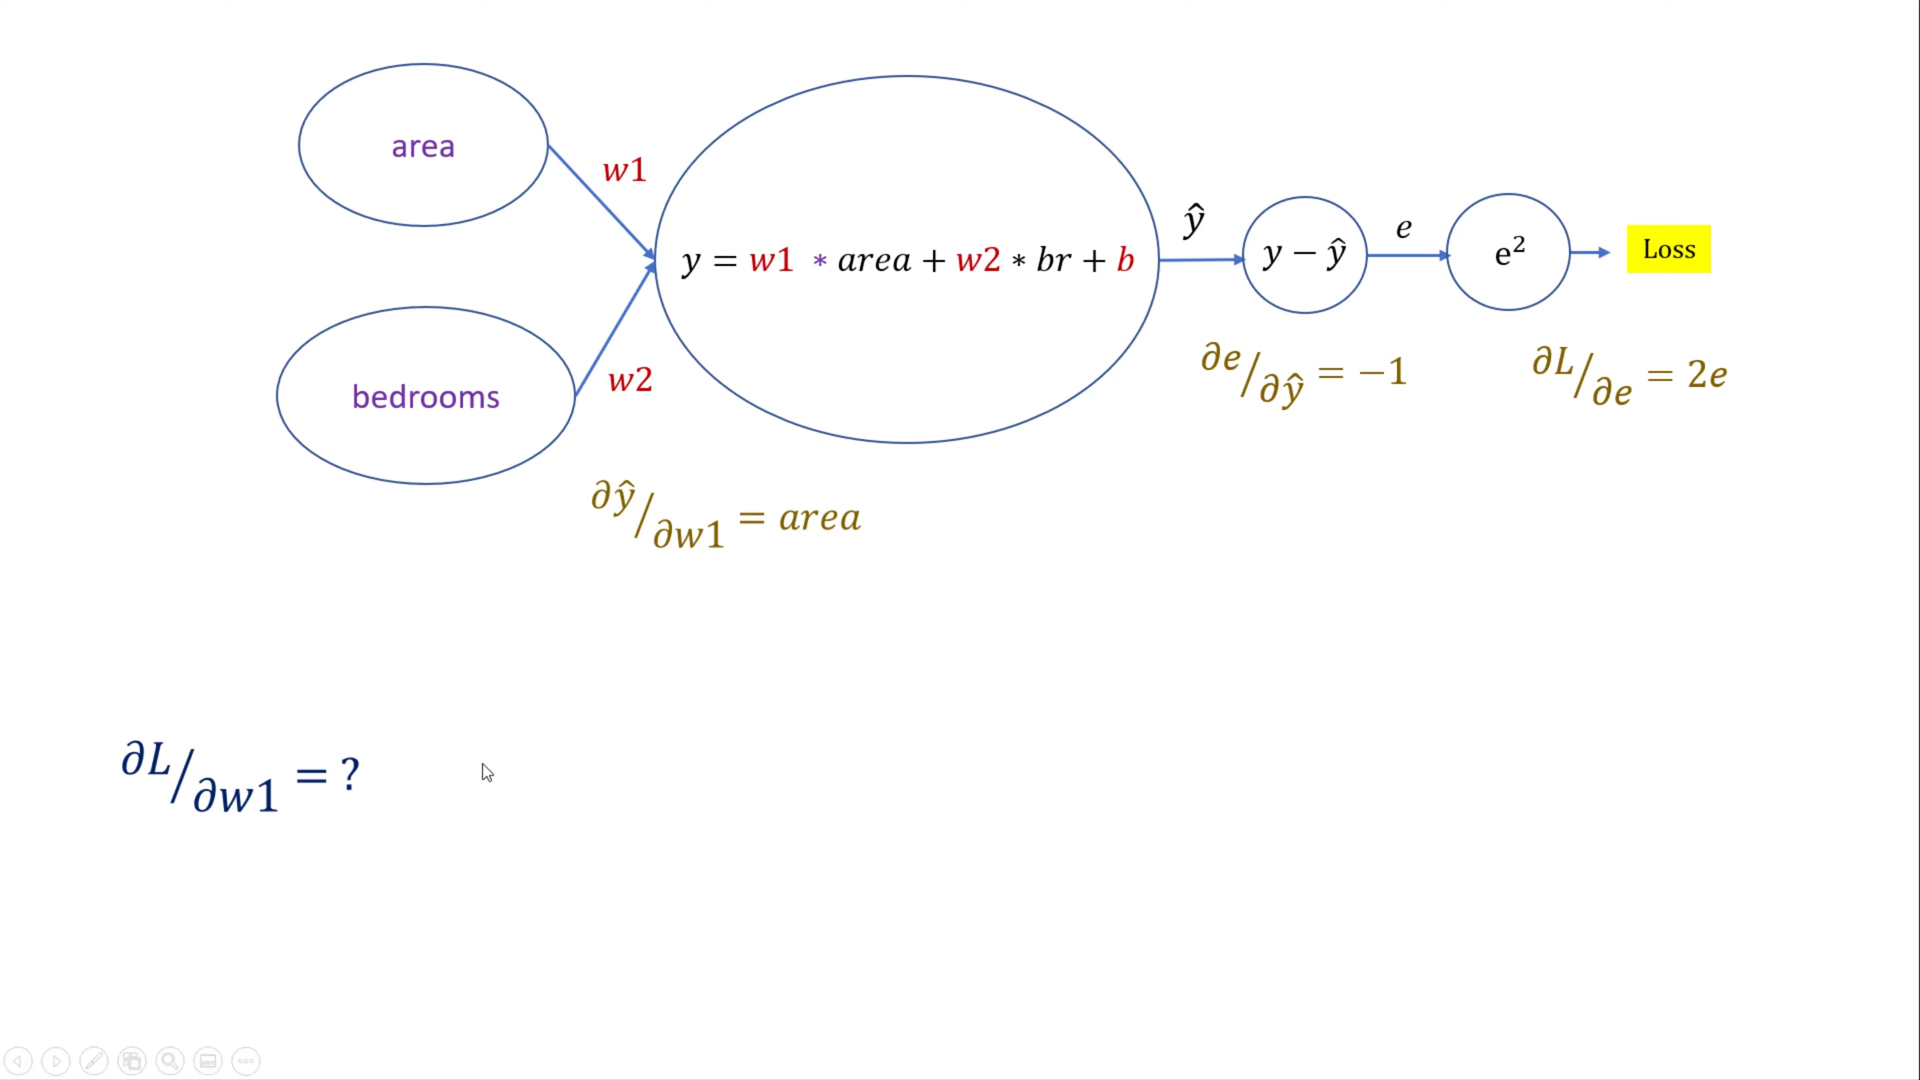 area
w1
y = w1 * area + w2 * br + b
ŷ
y − ŷ
e
e²
Loss
bedrooms
w2
∂e/∂ŷ = −1
∂L/∂e = 2e
∂ŷ/∂w1 = area
∂L/∂w1 = ?